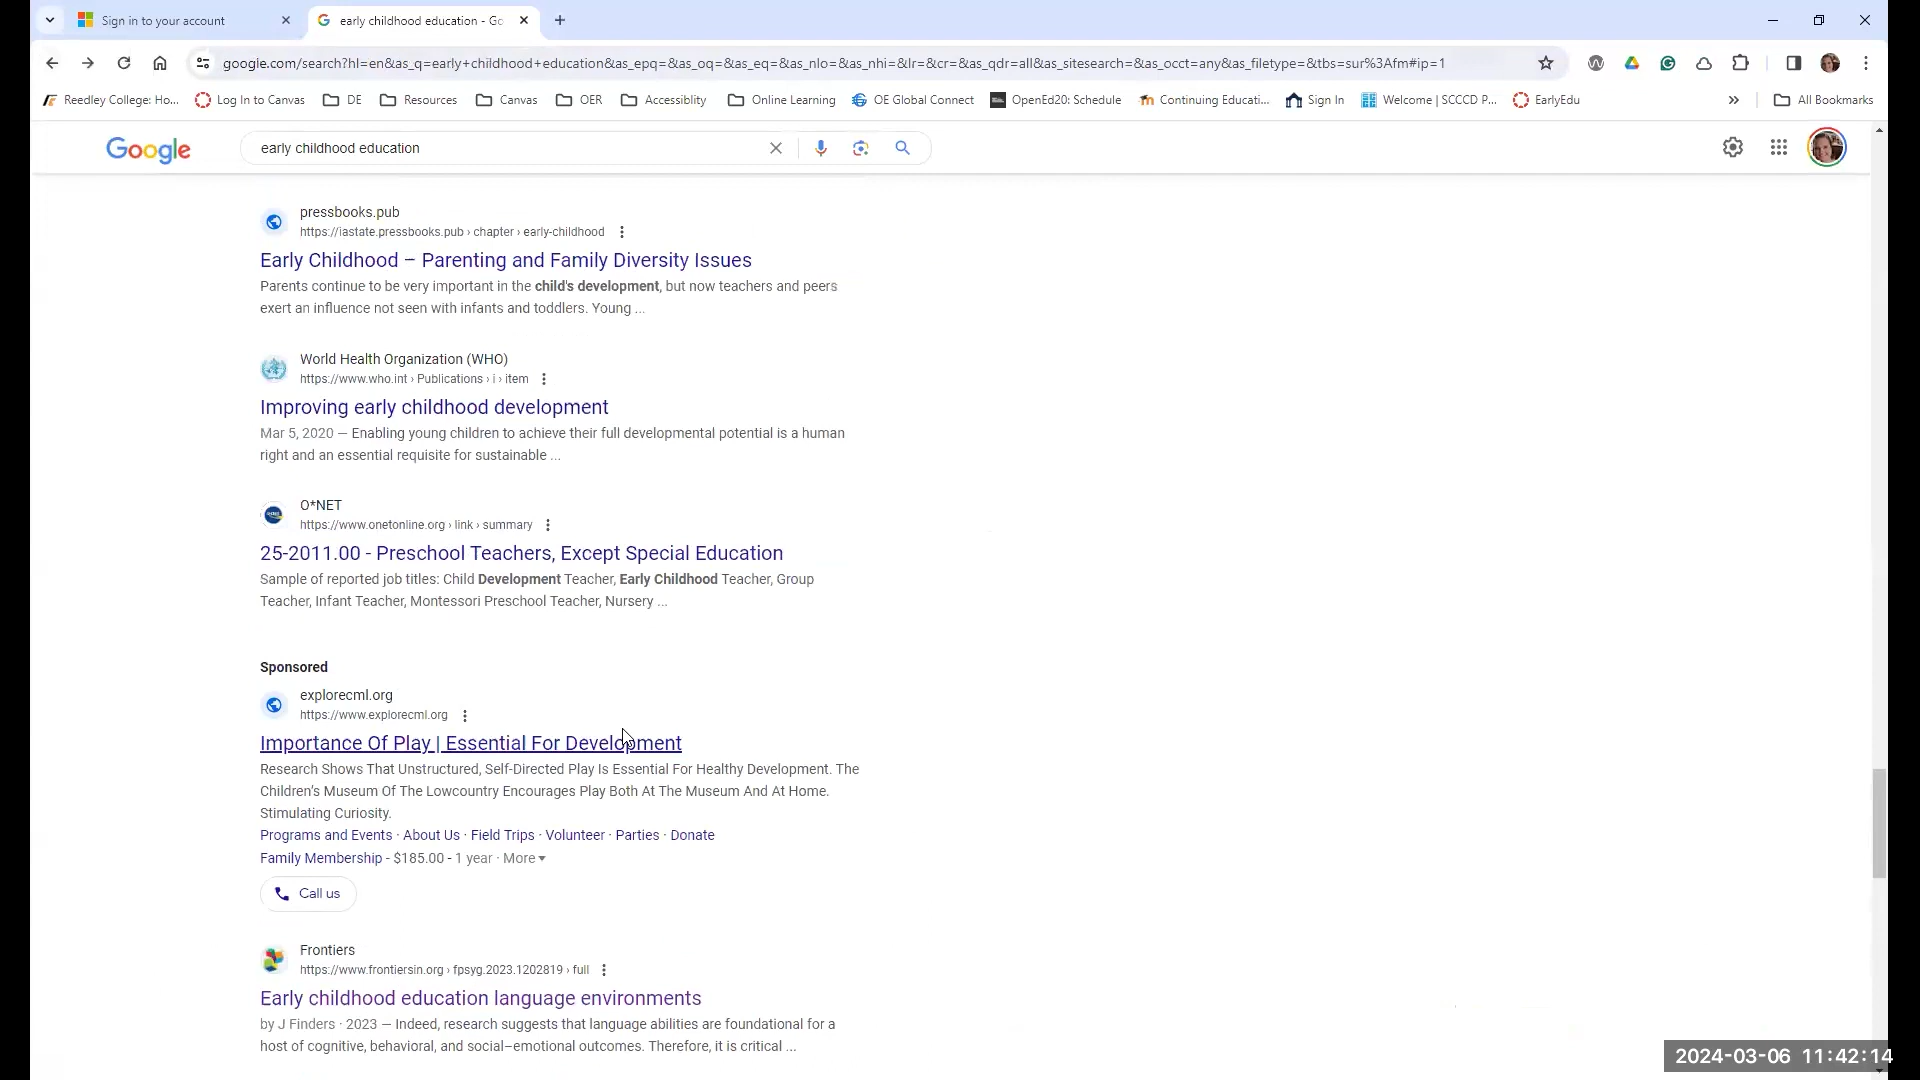 Sign in to your account
early childhood education - Go
google.com/search?hl=en&as_q=early+childhood+education&as_epq=&as_oq=&as_eq=&as_nlo=&as_nhi=&lr=&cr=&as_qdr=all&as_sitesearch=&as_occt=any&as_filetype=&tbs=sur%3Afm#ip=1
Reedley College: Ho... Log In to Canvas DE Resources Canvas OER Accessiblity Online Learning OE Global Connect OpenEd20: Schedule Continuing Educati... Sign In Welcome | SCCCD P... EarlyEdu » All Bookmarks
Google
early childhood education
pressbooks.pub
https://iastate.pressbooks.pub › chapter › early-childhood
Early Childhood – Parenting and Family Diversity Issues
Parents continue to be very important in the child's development, but now teachers and peers
exert an influence not seen with infants and toddlers. Young ...
World Health Organization (WHO)
https://www.who.int › Publications › i › item
Improving early childhood development
Mar 5, 2020 — Enabling young children to achieve their full developmental potential is a human
right and an essential requisite for sustainable ...
O*NET
https://www.onetonline.org › link › summary
25-2011.00 - Preschool Teachers, Except Special Education
Sample of reported job titles: Child Development Teacher, Early Childhood Teacher, Group
Teacher, Infant Teacher, Montessori Preschool Teacher, Nursery ...
Sponsored
explorecml.org
https://www.explorecml.org
Importance Of Play | Essential For Development
Research Shows That Unstructured, Self-Directed Play Is Essential For Healthy Development. The
Children's Museum Of The Lowcountry Encourages Play Both At The Museum And At Home.
Stimulating Curiosity.
Programs and Events · About Us · Field Trips · Volunteer · Parties · Donate
Family Membership - $185.00 - 1 year · More
Call us
Frontiers
https://www.frontiersin.org › fpsyg.2023.1202819 › full
Early childhood education language environments
by J Finders · 2023 — Indeed, research suggests that language abilities are foundational for a
host of cognitive, behavioral, and social–emotional outcomes. Therefore, it is critical ...
2024-03-06 11:42:14